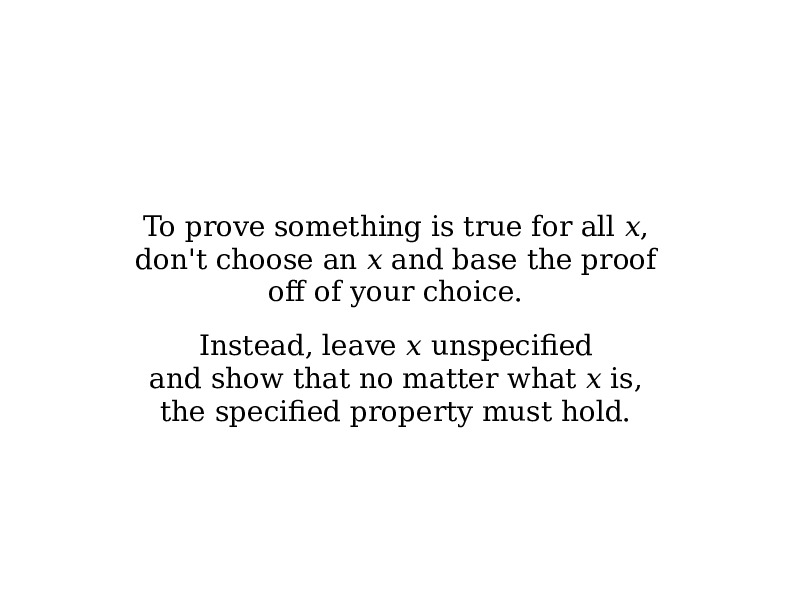 To prove something is true for all x,
don't choose an x and base the proof
off of your choice.
Instead, leave x unspecified
and show that no matter what x is,
the specified property must hold.